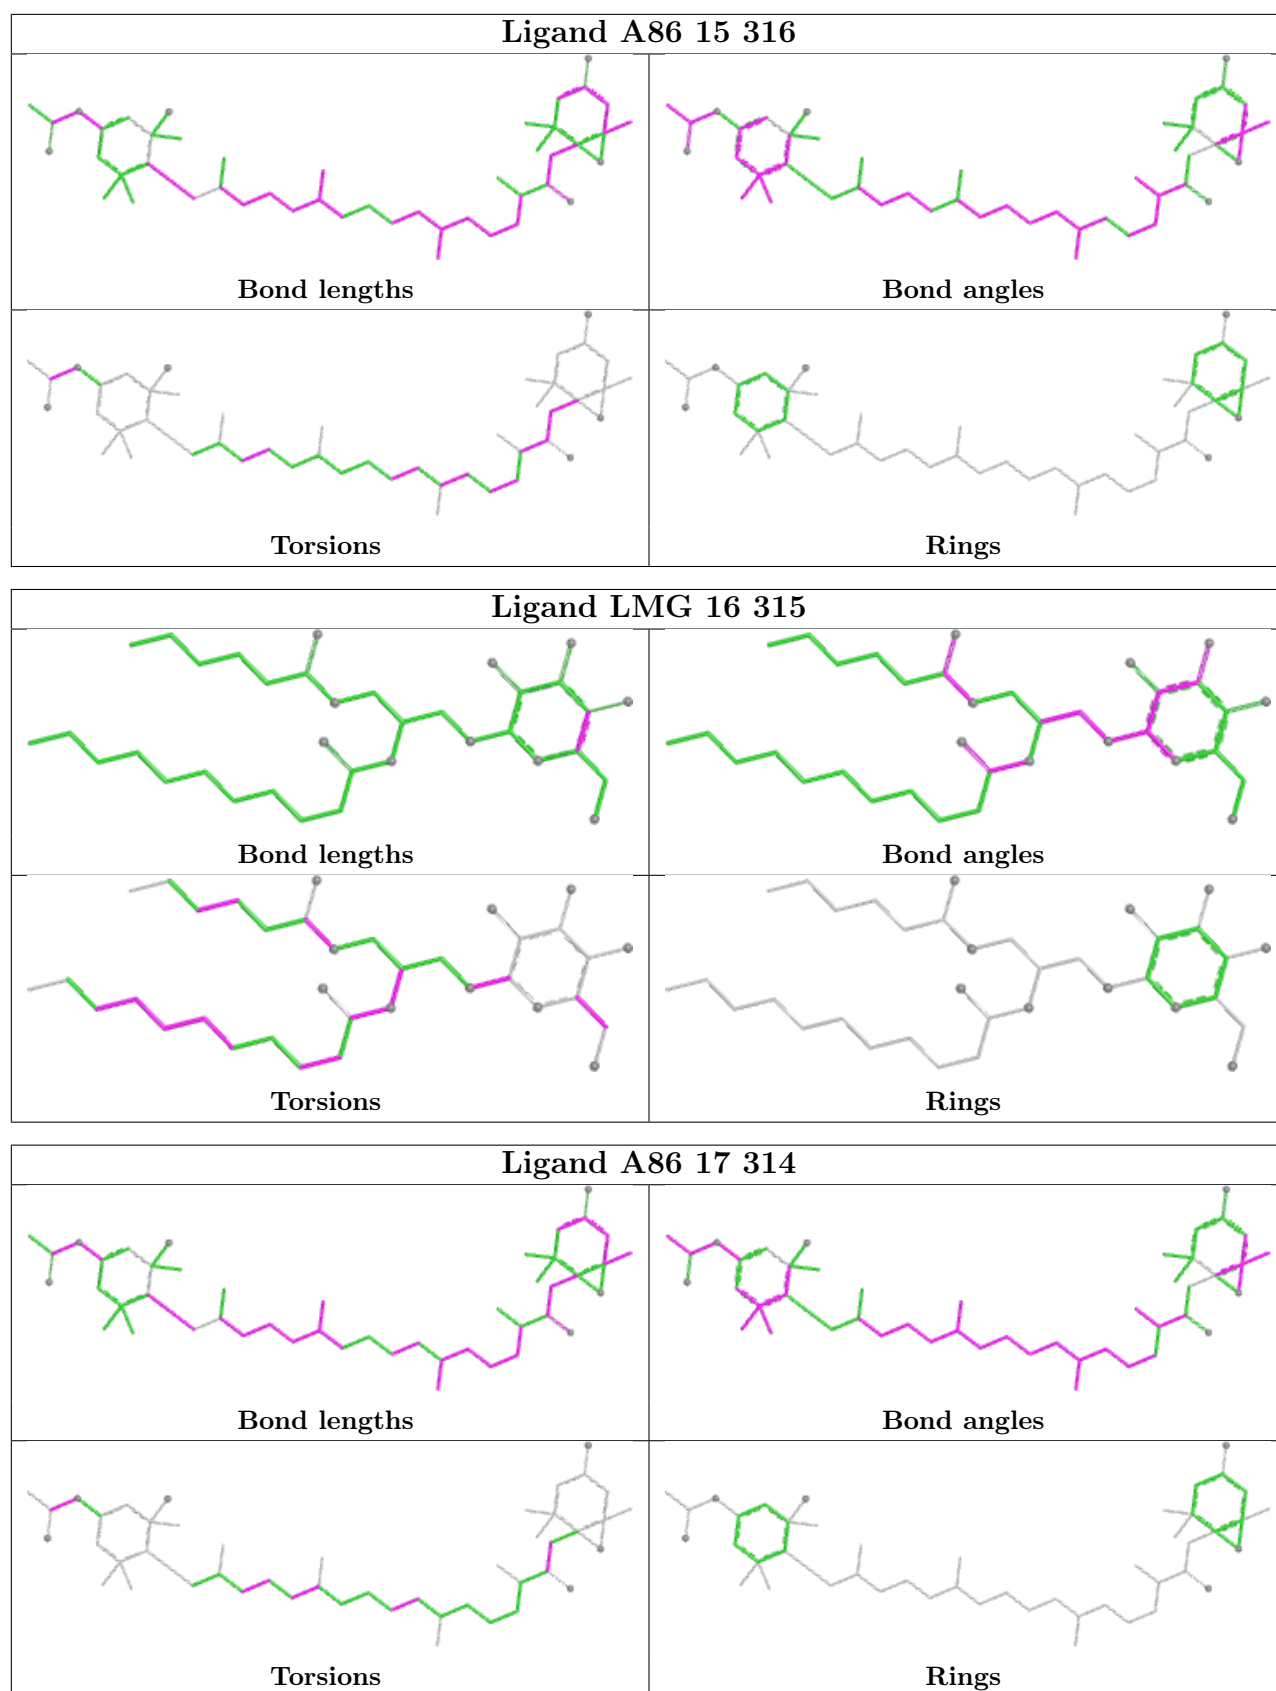 Ligand A86 15 316
Bond lengths
Bond angles
Torsions
Rings
Ligand LMG 16 315
Bond lengths
Bond angles
Torsions
Rings
Ligand A86 17 314
Bond lengths
Bond angles
Torsions
Rings